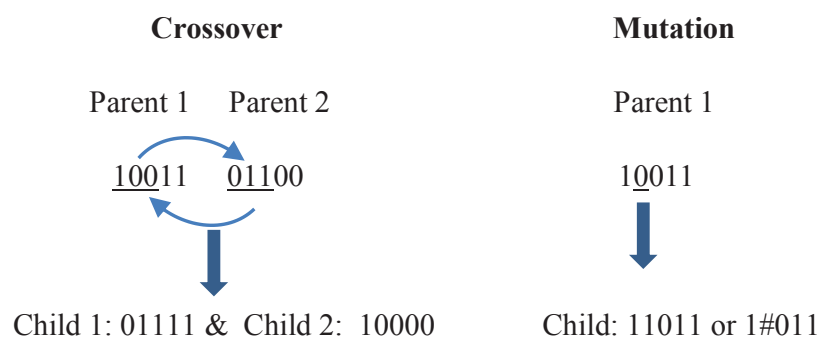 Crossover Mutation
Parent 1 Parent 2 Parent 1
10011 01100 10011
Child 1: 01111 & Child 2: 10000 Child: 11011 or 1#011